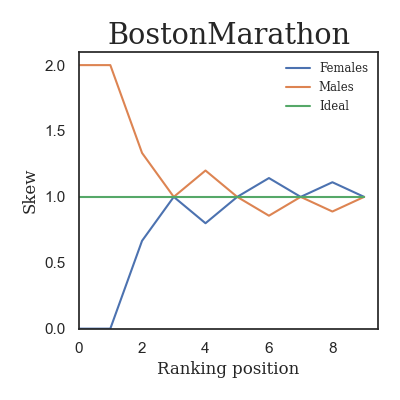 BostonMarathon
Females
Males
Ideal
2.0
1.5
1.0
0.5
0.0
Skew
0 2 4 6 8
Ranking position